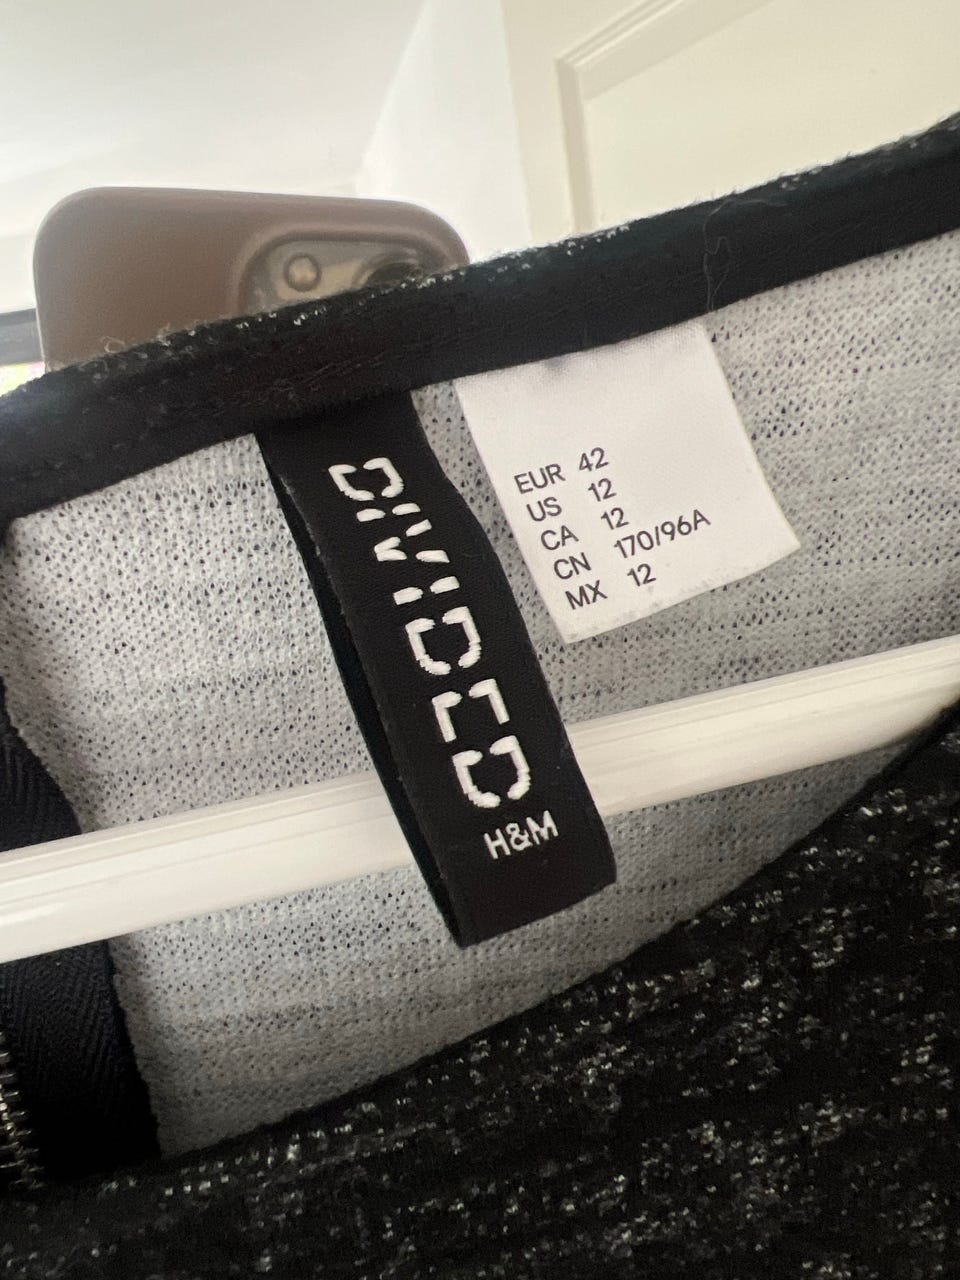 DIVIDED
H&M
EUR 42
US 12
CA 12
CN 170/96A
MX 12